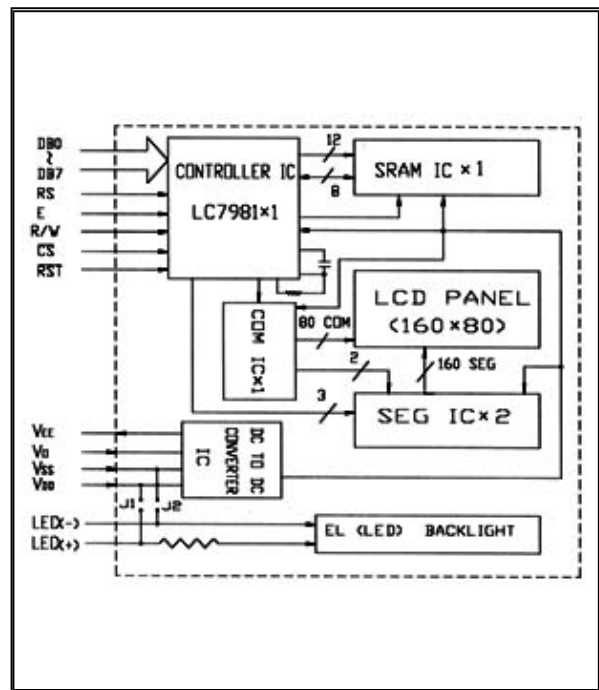 DB0
~
DB7
RS
E
R/W
CS
RST
CONTROLLER IC
LC7981×1
12
8
SRAM IC×1
LCD PANEL
(160×80)
COM IC×1
80 COM
2
160 SEG
3
SEG IC×2
VEE
V0
VSS
VDD
DC TO DC
CONVERTER
IC
J1
J2
LED(-)
LED(+)
EL (LED) BACKLIGHT